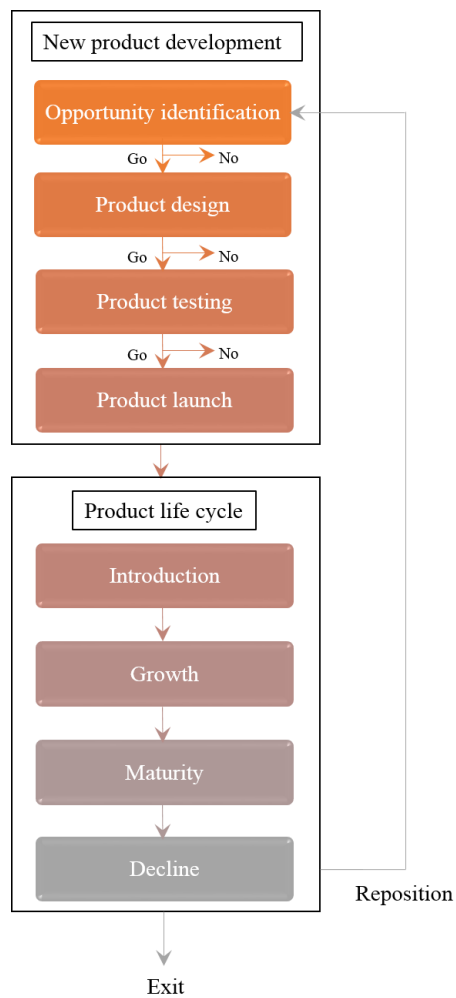 New product development
Opportunity identification
Go No
Product design
Go No
Product testing
Go No
Product launch
Product life cycle
Introduction
Growth
Maturity
Decline
Reposition
Exit